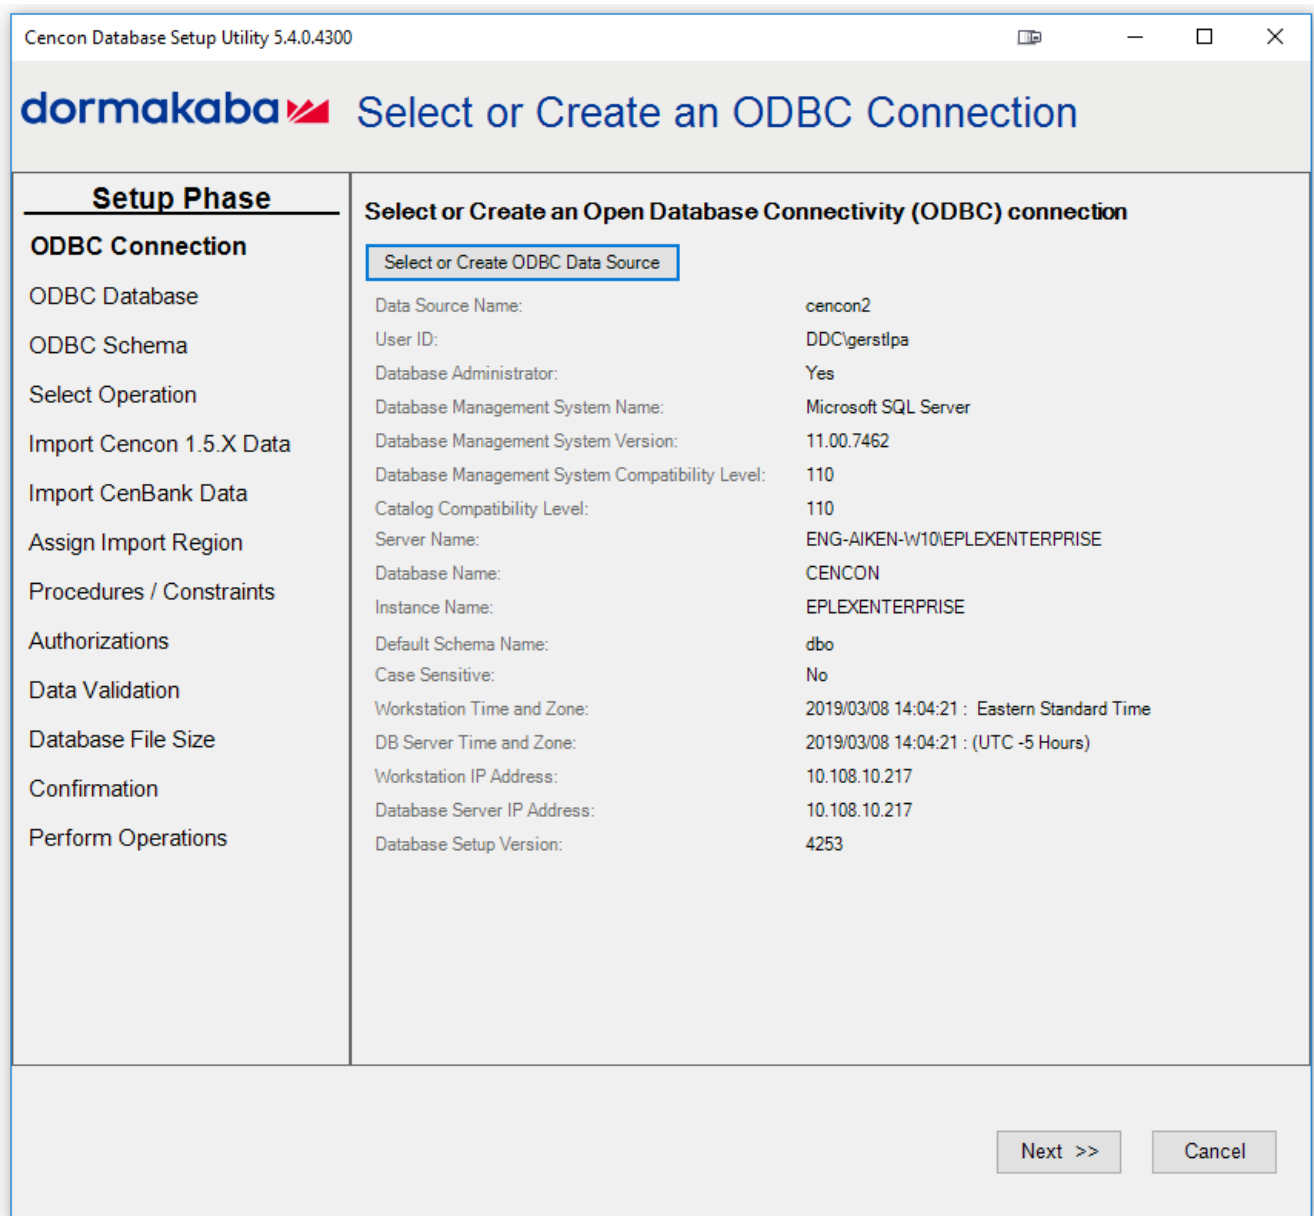 Cencon Database Setup Utility 5.4.0.4300
dormakaba Select or Create an ODBC Connection
Setup Phase
ODBC Connection
ODBC Database
ODBC Schema
Select Operation
Import Cencon 1.5.X Data
Import CenBank Data
Assign Import Region
Procedures / Constraints
Authorizations
Data Validation
Database File Size
Confirmation
Perform Operations
Select or Create an Open Database Connectivity (ODBC) connection
Select or Create ODBC Data Source
Data Source Name: cencon2
User ID: DDC\gerstlpa
Database Administrator: Yes
Database Management System Name: Microsoft SQL Server
Database Management System Version: 11.00.7462
Database Management System Compatibility Level: 110
Catalog Compatibility Level: 110
Server Name: ENG-AIKEN-W10\EPLEXENTERPRISE
Database Name: CENCON
Instance Name: EPLEXENTERPRISE
Default Schema Name: dbo
Case Sensitive: No
Workstation Time and Zone: 2019/03/08 14:04:21 : Eastern Standard Time
DB Server Time and Zone: 2019/03/08 14:04:21 : (UTC -5 Hours)
Workstation IP Address: 10.108.10.217
Database Server IP Address: 10.108.10.217
Database Setup Version: 4253
Next >> Cancel